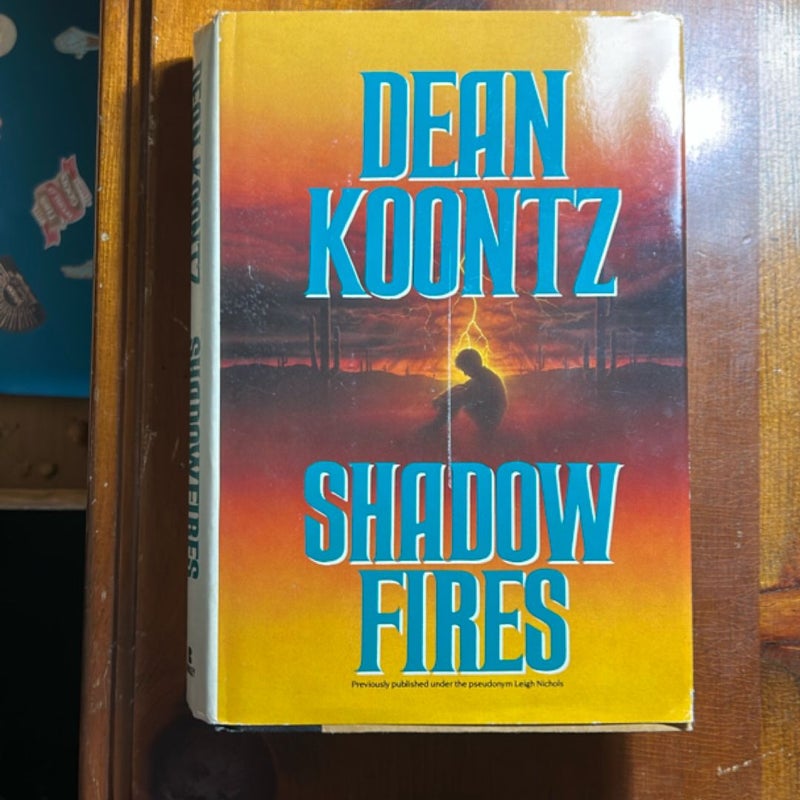 DEAN
KOONTZ
SHADOW
FIRES
Previously published under the pseudonym Leigh Nichols
DEAN KOONTZ SHADOWFIRES